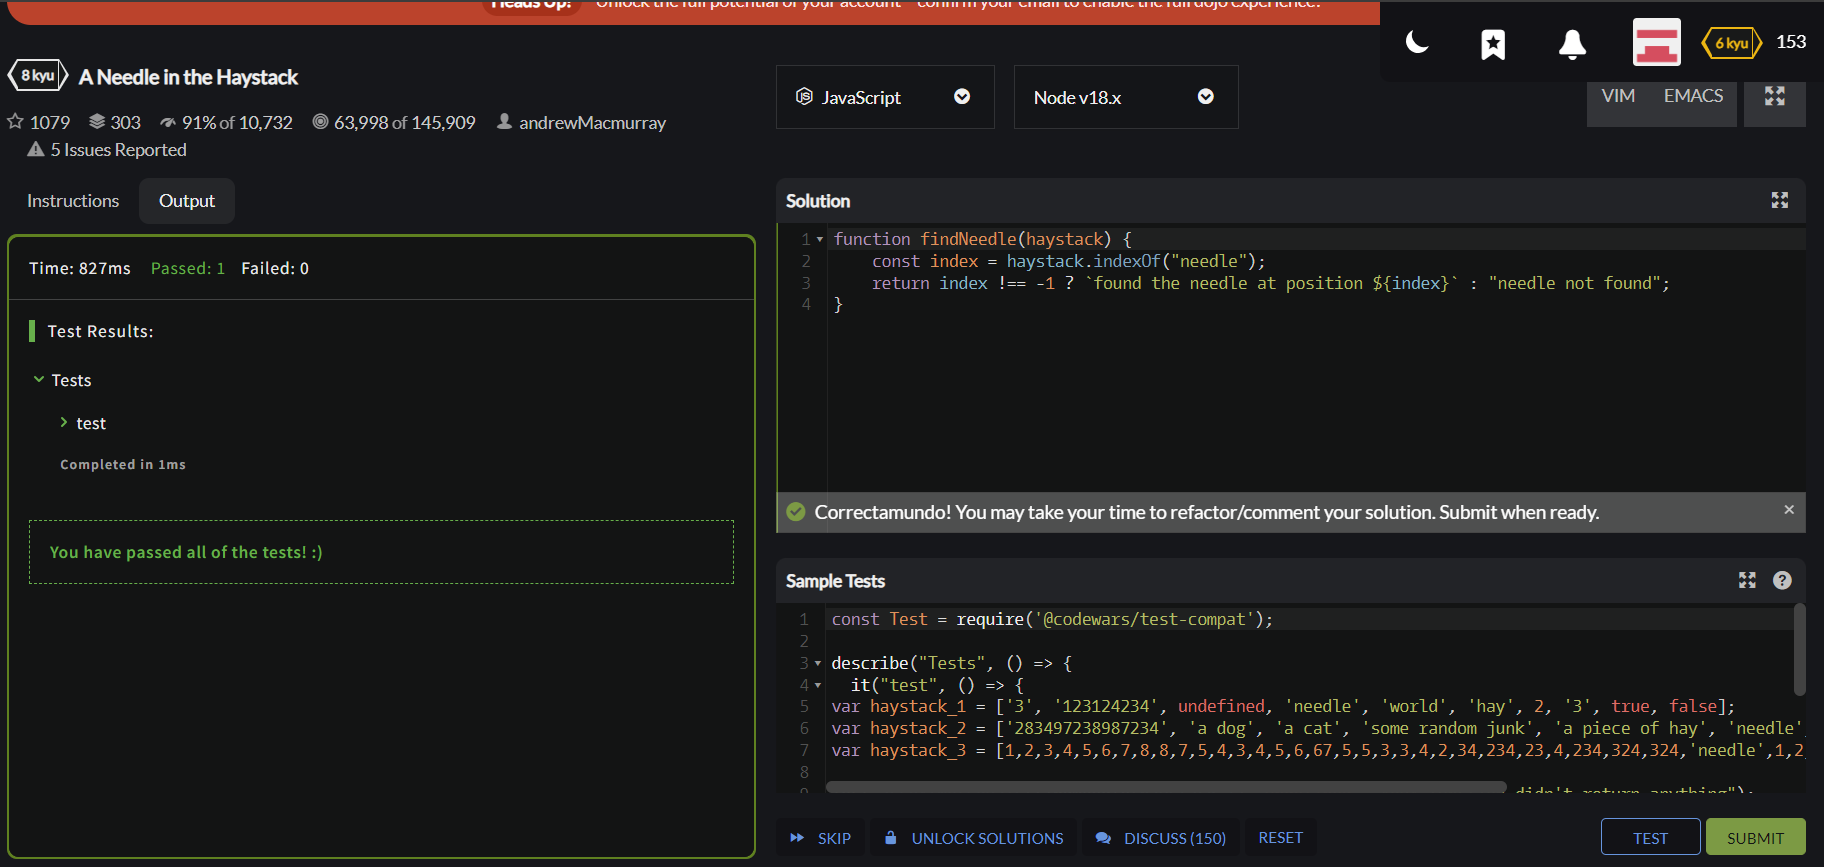 Heads Up! Unlock the full potential of your account - confirm your email to enable the full dojo experience!
6 kyu 153
8 kyu A Needle in the Haystack
1079 303 91% of 10,732 63,998 of 145,909 andrewMacmurray
5 Issues Reported
JavaScript
Node v18.x
VIM EMACS
Instructions Output
Time: 827ms Passed: 1 Failed: 0
Test Results:
Tests
test
Completed in 1ms
You have passed all of the tests! :)
Solution
1 function findNeedle(haystack) {
2 const index = haystack.indexOf("needle");
3 return index !== -1 ? `found the needle at position ${index}` : "needle not found";
4 }
Correctamundo! You may take your time to refactor/comment your solution. Submit when ready. ×
Sample Tests ?
1 const Test = require('@codewars/test-compat');
2
3 describe("Tests", () => {
4 it("test", () => {
5 var haystack_1 = ['3', '123124234', undefined, 'needle', 'world', 'hay', 2, '3', true, false];
6 var haystack_2 = ['283497238987234', 'a dog', 'a cat', 'some random junk', 'a piece of hay', 'needle'
7 var haystack_3 = [1,2,3,4,5,6,7,8,8,7,5,4,3,4,5,6,67,5,5,3,3,4,2,34,234,23,4,234,324,324,'needle',1,2
8
9 didn't return anything");
SKIP UNLOCK SOLUTIONS DISCUSS (150) RESET TEST SUBMIT